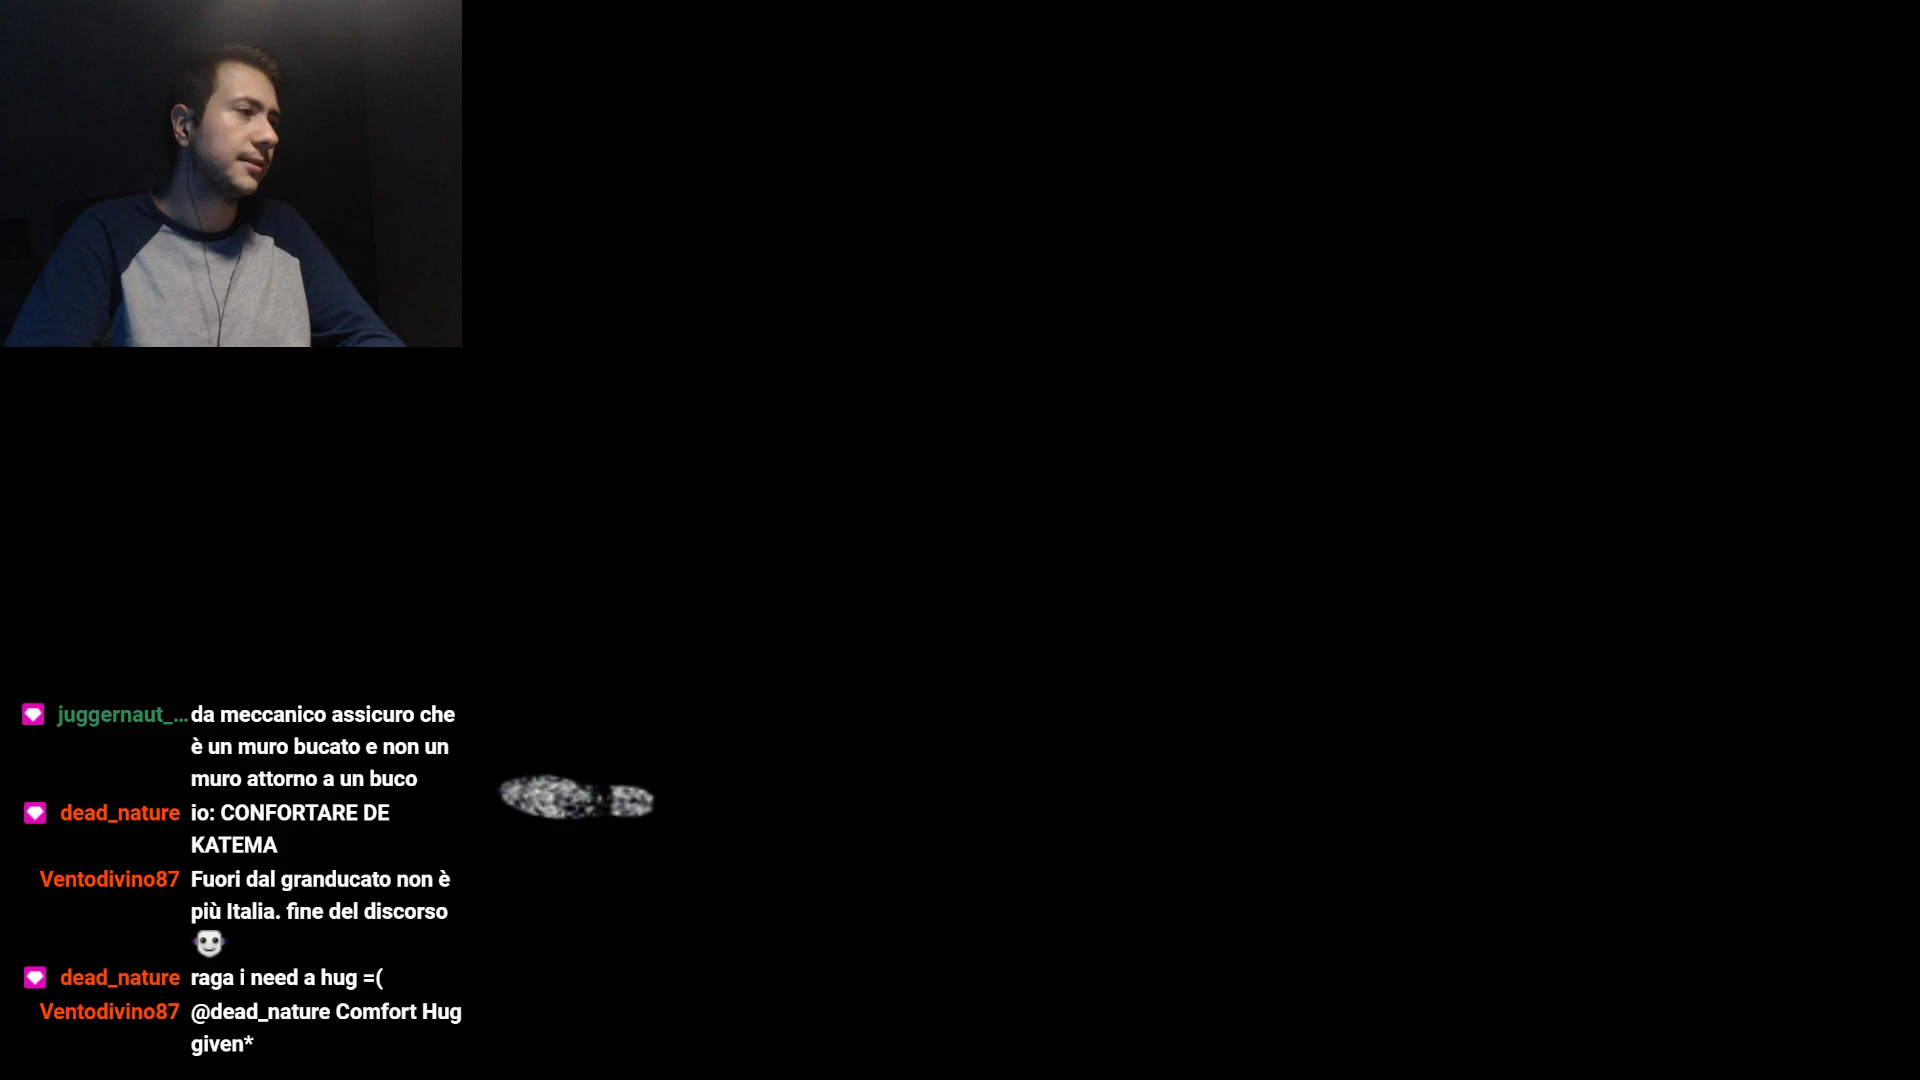 juggernaut_... da meccanico assicuro che
è un muro bucato e non un
muro attorno a un buco
dead_nature io: CONFORTARE DE
KATEMA
Ventodivino87 Fuori dal granducato non è
più Italia. fine del discorso
dead_nature raga i need a hug =(
Ventodivino87 @dead_nature Comfort Hug
given*